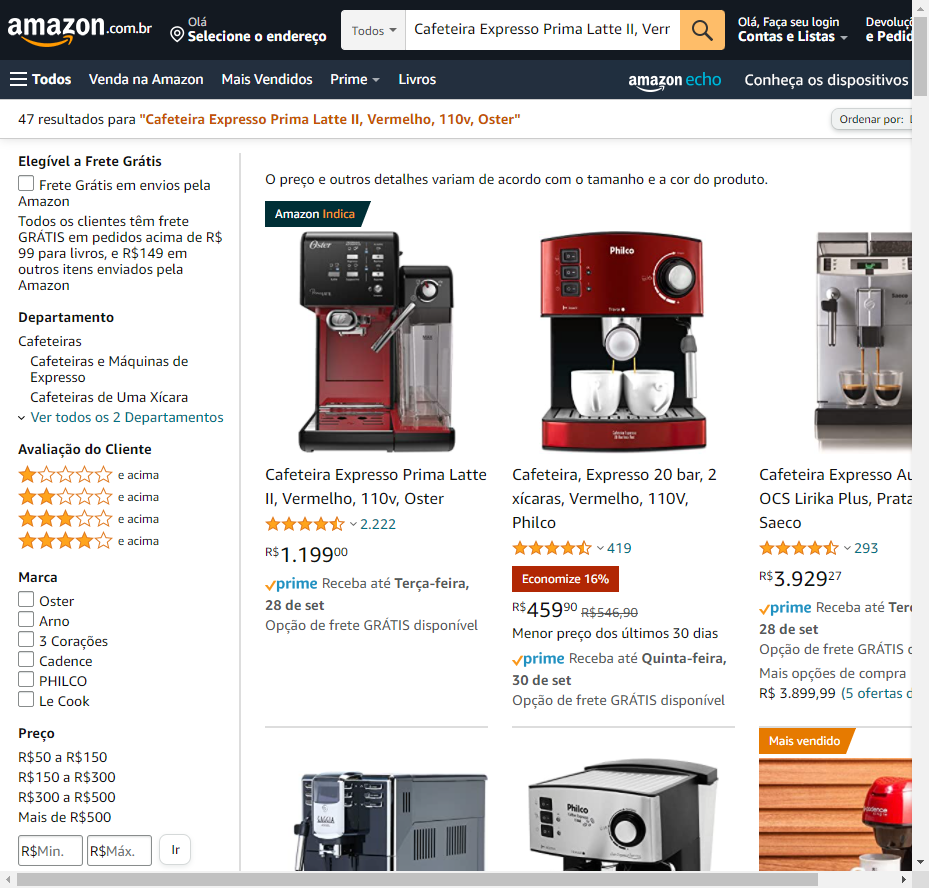 amazon.com.br
Olá
Selecione o endereço
Todos
Cafeteira Expresso Prima Latte II, Verr
Olá, Faça seu login
Contas e Listas
Devoluç
e Pedid
Todos
Venda na Amazon
Mais Vendidos
Prime
Livros
amazon echo
Conheça os dispositivos
47 resultados para "Cafeteira Expresso Prima Latte II, Vermelho, 110v, Oster"
Ordenar por:
Elegível a Frete Grátis
Frete Grátis em envios pela
Amazon
Todos os clientes têm frete
GRÁTIS em pedidos acima de R$
99 para livros, e R$149 em
outros itens enviados pela
Amazon
Departamento
Cafeteiras
Cafeteiras e Máquinas de
Expresso
Cafeteiras de Uma Xícara
Ver todos os 2 Departamentos
Avaliação do Cliente
e acima
e acima
e acima
e acima
Marca
Oster
Arno
3 Corações
Cadence
PHILCO
Le Cook
Preço
R$50 a R$150
R$150 a R$300
R$300 a R$500
Mais de R$500
R$Min.
R$Máx.
Ir
O preço e outros detalhes variam de acordo com o tamanho e a cor do produto.
Amazon Indica
Oster
Cafeteira Expresso Prima Latte
II, Vermelho, 110v, Oster
2.222
R$1.19900
prime Receba até Terça-feira,
28 de set
Opção de frete GRÁTIS disponível
Philco
Cafeteira, Expresso 20 bar, 2
xícaras, Vermelho, 110V,
Philco
419
Economize 16%
R$45990 R$546,90
Menor preço dos últimos 30 dias
prime Receba até Quinta-feira,
30 de set
Opção de frete GRÁTIS disponível
Cafeteira Expresso Au
OCS Lirika Plus, Prata
Saeco
293
R$3.92927
prime Receba até Terç
28 de set
Opção de frete GRÁTIS d
Mais opções de compra
R$ 3.899,99 (5 ofertas d
GAGGIA
Philco
Mais vendido
cadence